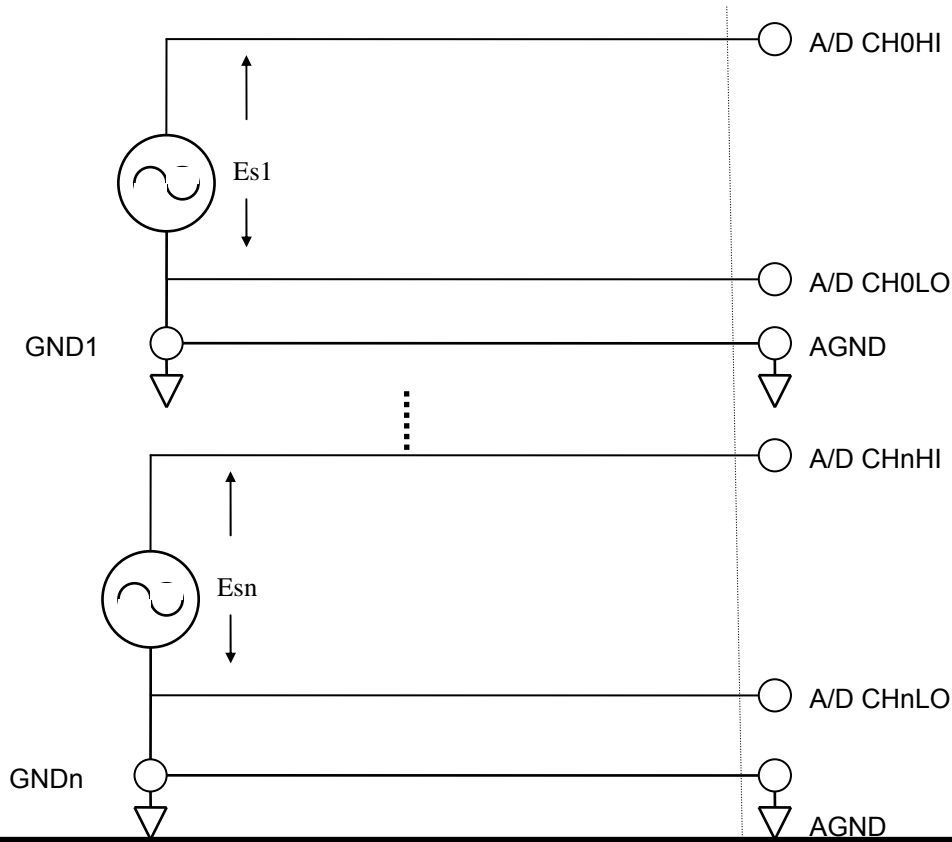 A/D CH0HI
Es1
A/D CH0LO
GND1
AGND
A/D CHnHI
Esn
A/D CHnLO
GNDn
AGND